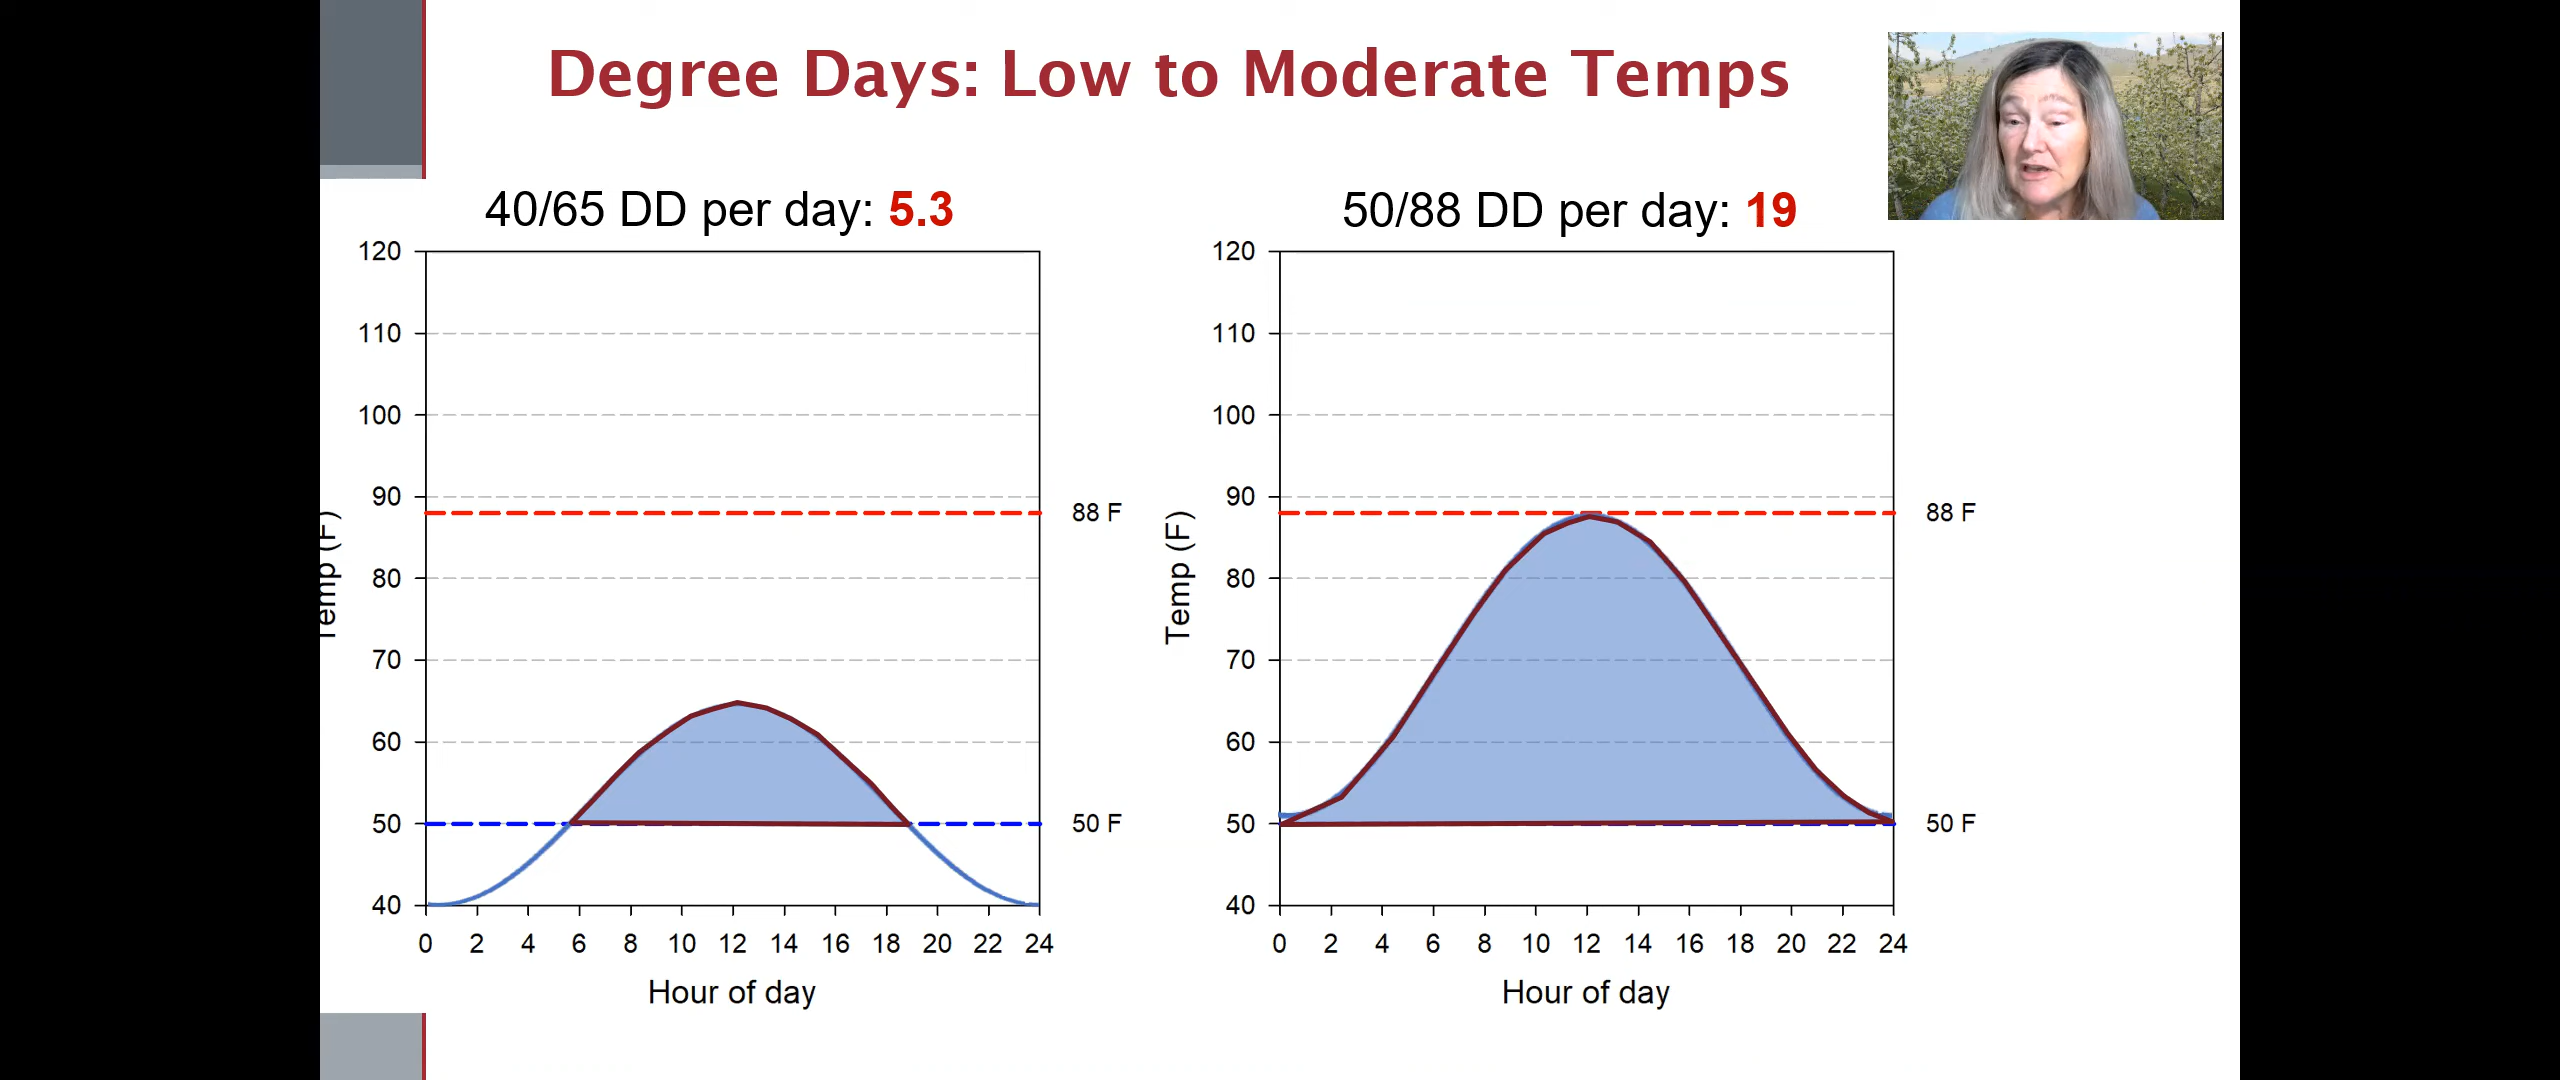 Degree Days: Low to Moderate Temps
40/65 DD per day: 5.3
120
110
100
90
80
70
60
50
40
Temp (F)
88 F
50 F
0 2 4 6 8 10 12 14 16 18 20 22 24
Hour of day
50/88 DD per day: 19
120
110
100
90
80
70
60
50
40
Temp (F)
88 F
50 F
0 2 4 6 8 10 12 14 16 18 20 22 24
Hour of day